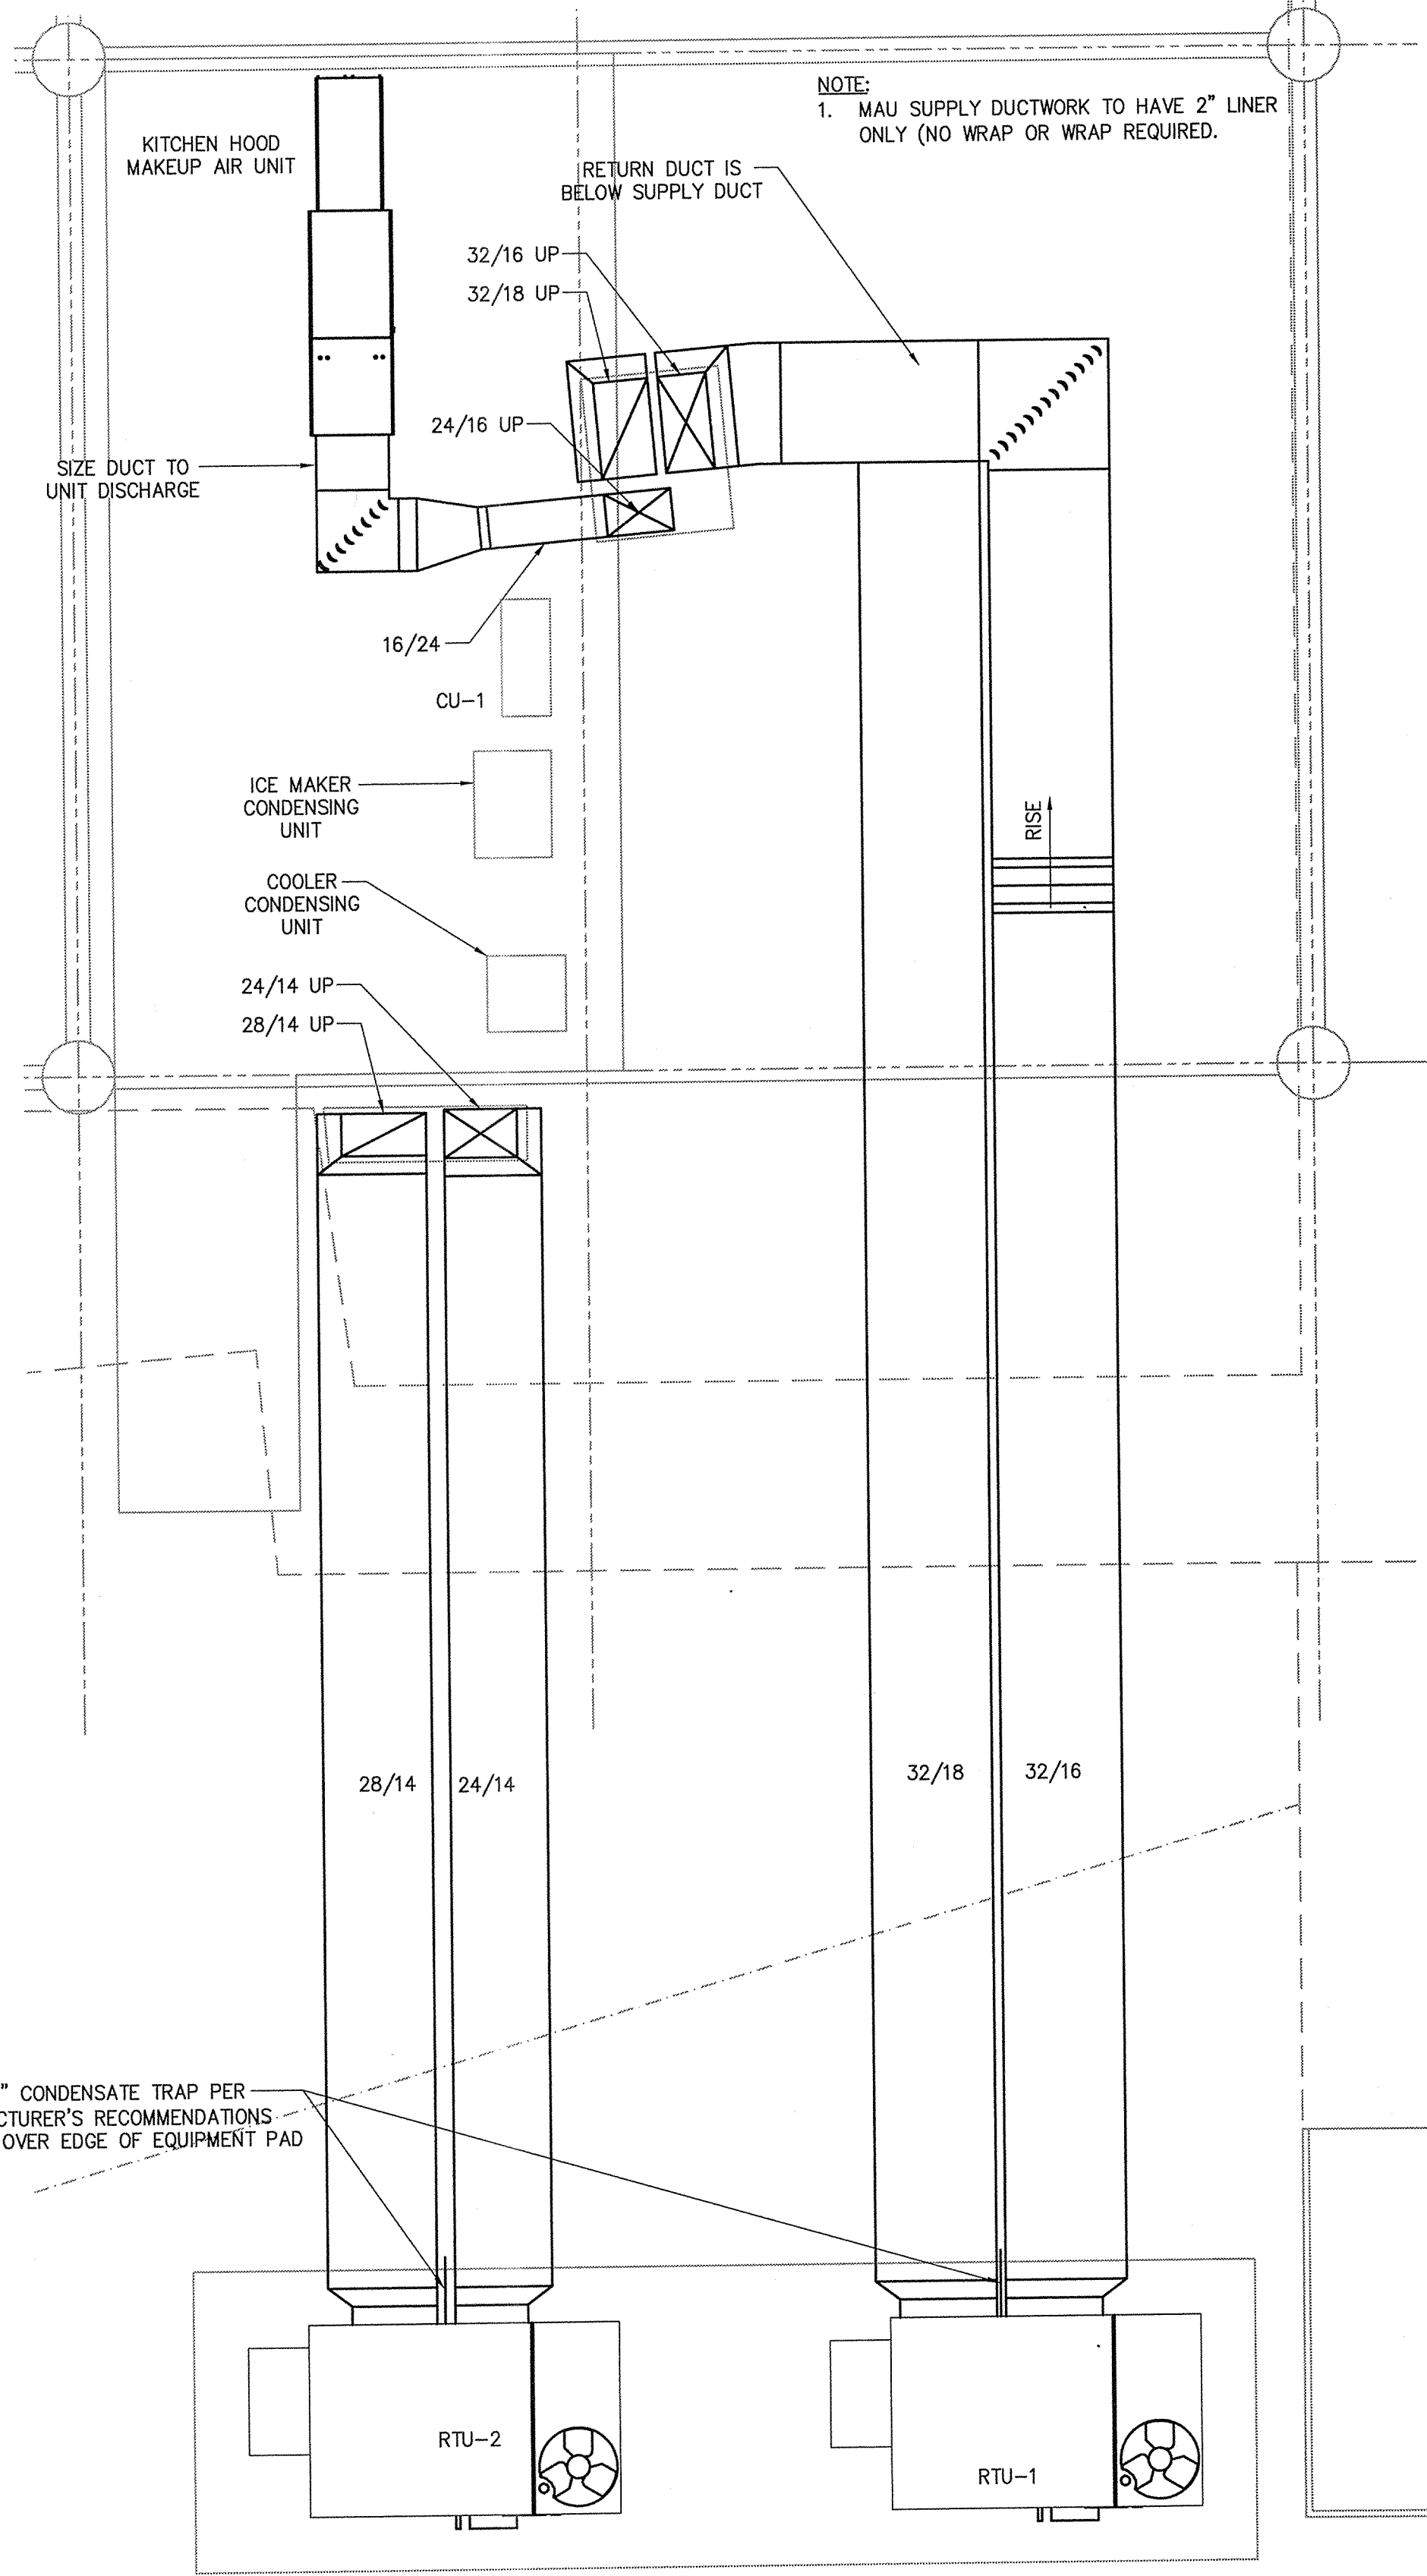 NOTE:
1. MAU SUPPLY DUCTWORK TO HAVE 2" LINER
ONLY (NO WRAP OR WRAP REQUIRED.
KITCHEN HOOD
MAKEUP AIR UNIT
RETURN DUCT IS
BELOW SUPPLY DUCT
32/16 UP
32/18 UP
24/16 UP
SIZE DUCT TO
UNIT DISCHARGE
16/24
CU-1
ICE MAKER
CONDENSING
UNIT
RISE
COOLER
CONDENSING
UNIT
24/14 UP
28/14 UP
28/14
24/14
32/18
32/16
" CONDENSATE TRAP PER
CTURER'S RECOMMENDATIONS
OVER EDGE OF EQUIPMENT PAD
RTU-2
RTU-1